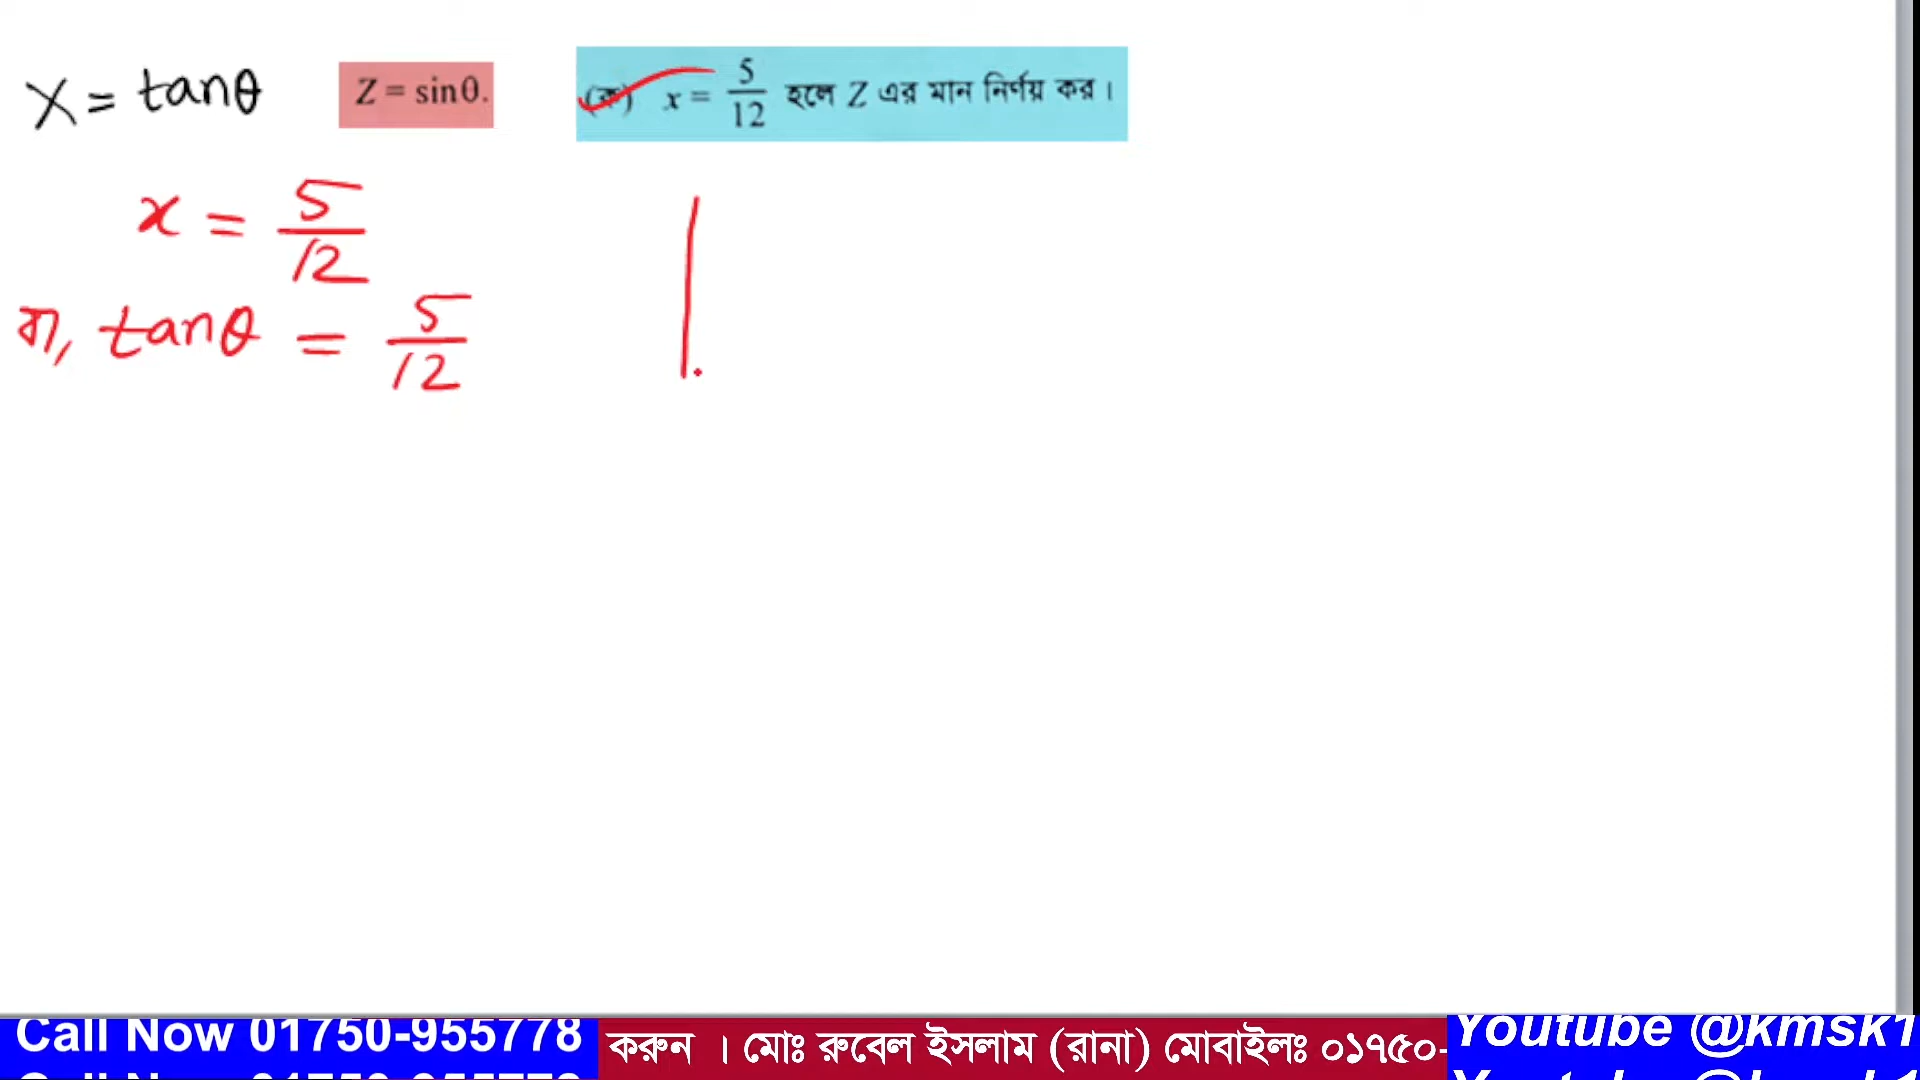 X = tanθ
Z = sinθ.
(ক) x = 5/12 হলে Z এর মান নির্ণয় কর।
x = 5/12
বা, tanθ = 5/12
Call Now 01750-955778
করুন । মোঃ রুবেল ইসলাম (রানা) মোবাইলঃ ০১৭৫০-
Youtube @kmsk1